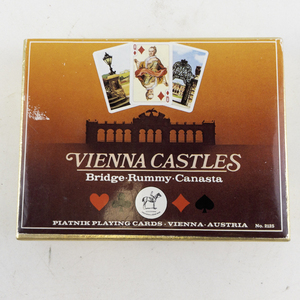 VIENNA CASTLES
Bridge·Rummy·Canasta
PIATNIK PLAYING CARDS · VIENNA · AUSTRIA